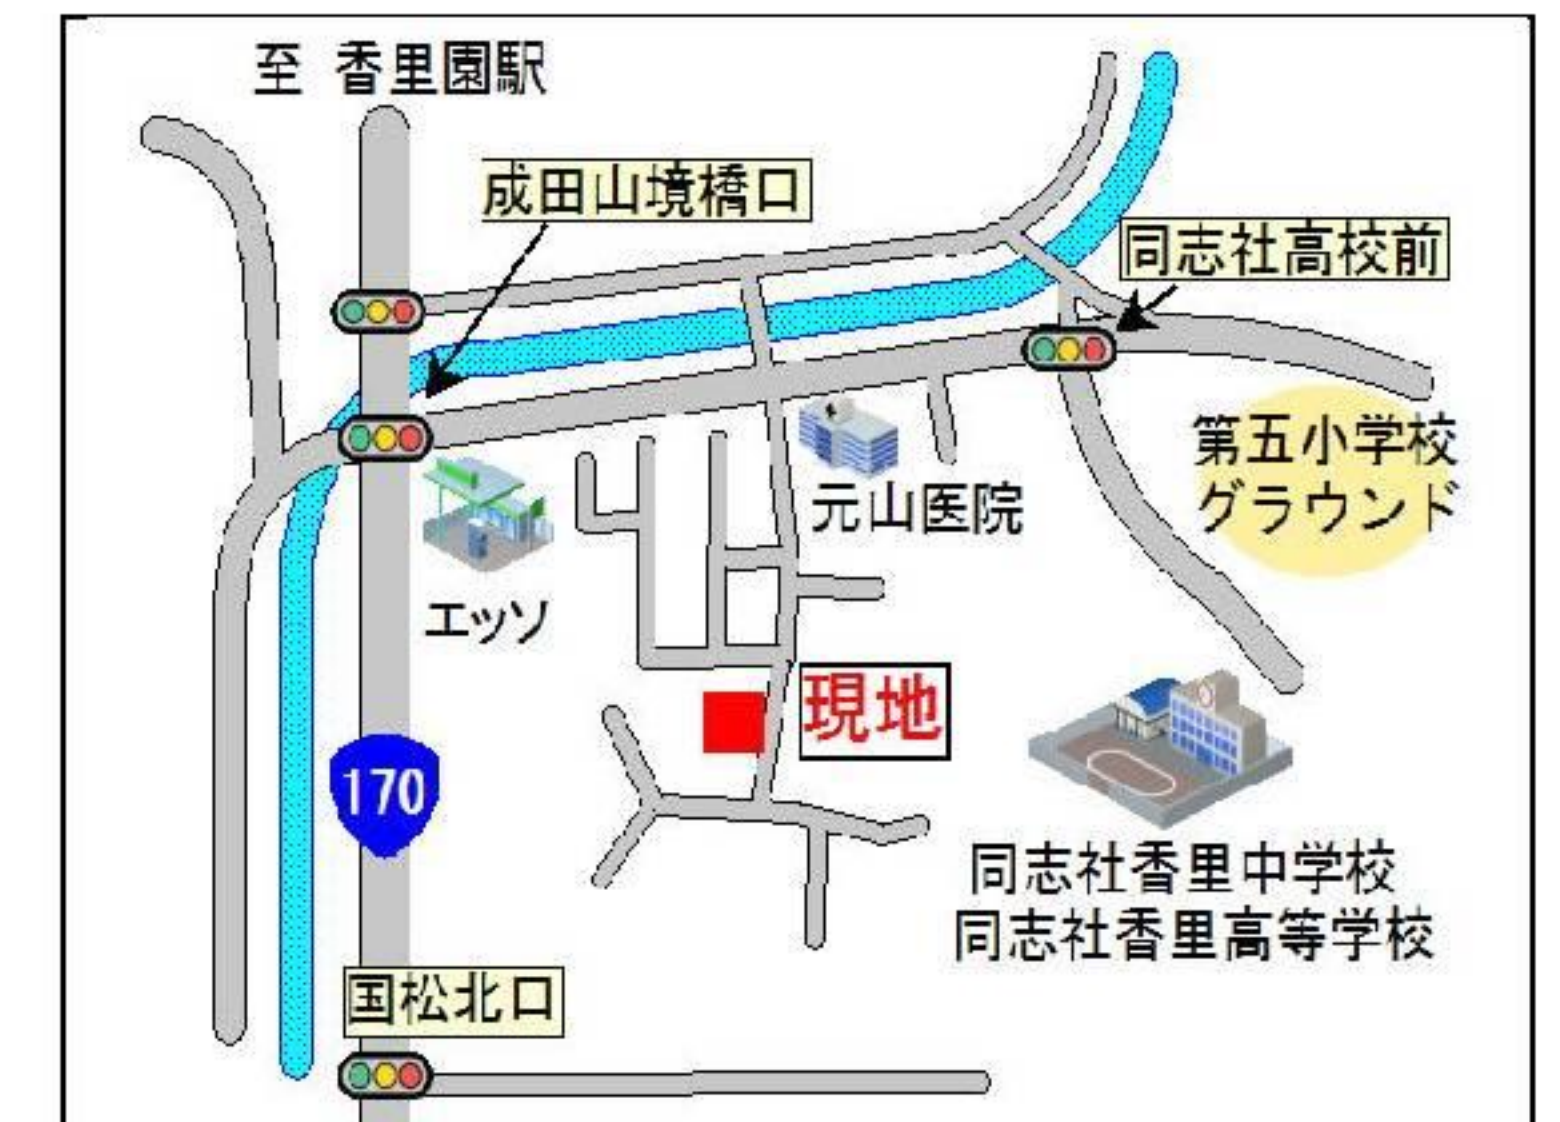 至 香里園駅
成田山境橋口
同志社高校前
第五小学校
グラウンド
元山医院
エッソ
現地
170
同志社香里中学校
同志社香里高等学校
国松北口